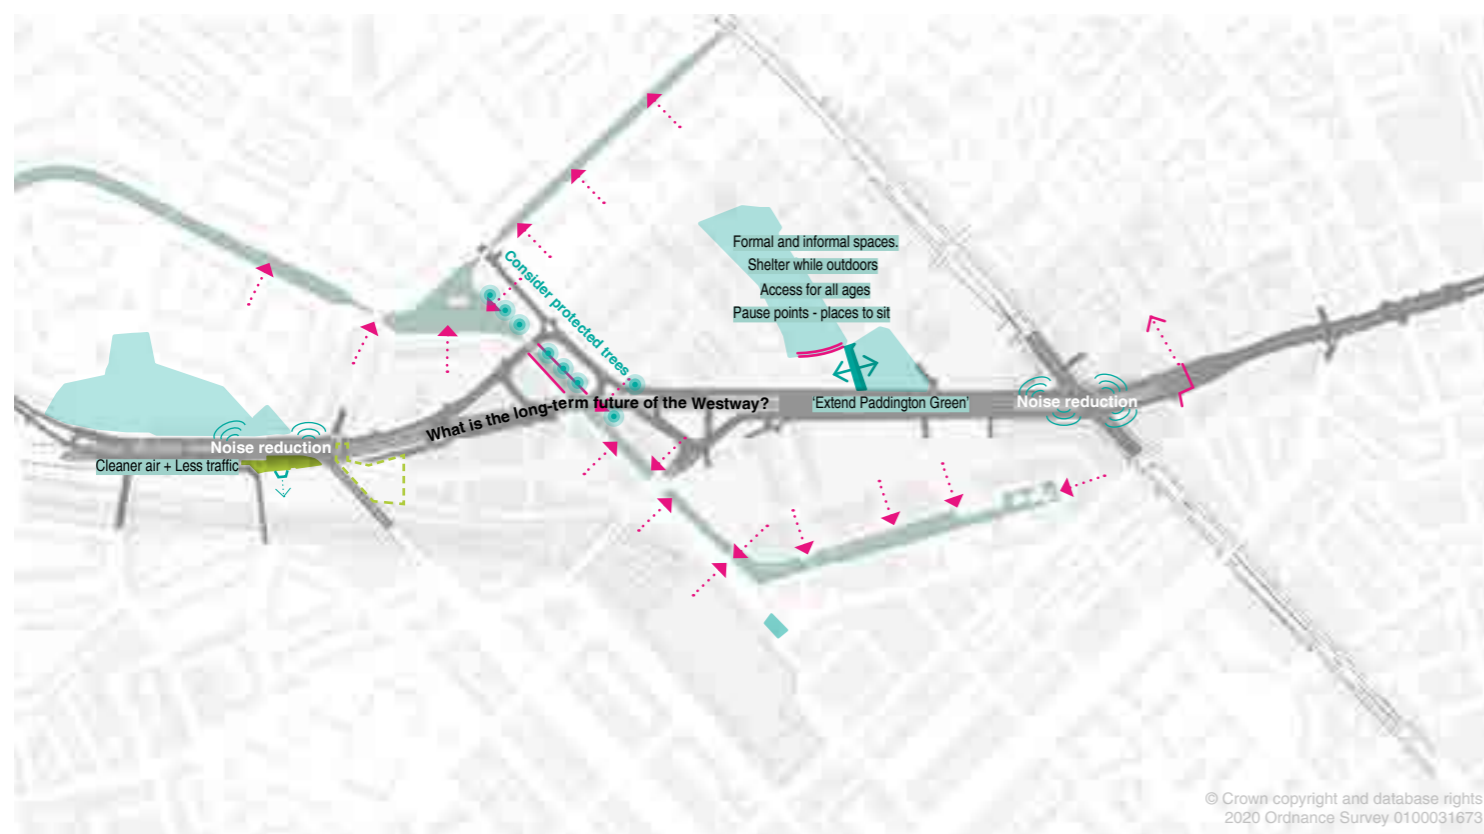 Consider protected trees
Formal and informal spaces.
Shelter while outdoors
Access for all ages
Pause points - places to sit
What is the long-term future of the Westway?
'Extend Paddington Green'
Noise reduction
Noise reduction
Cleaner air + Less traffic
© Crown copyright and database rights
2020 Ordnance Survey 0100031673